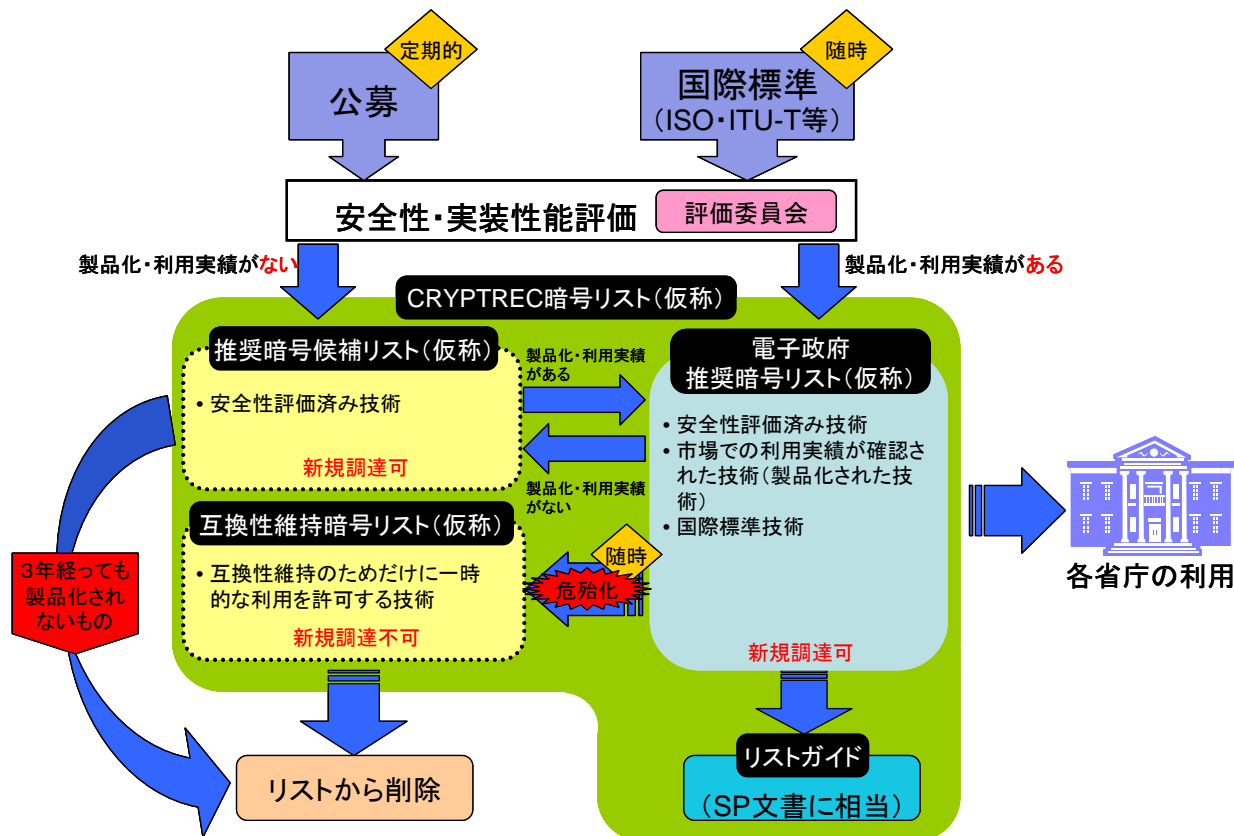 定期的
公募
随時
国際標準
（ISO・ITU-T等）
安全性・実装性能評価
評価委員会
製品化・利用実績がない
製品化・利用実績がある
CRYPTREC暗号リスト（仮称）
推奨暗号候補リスト（仮称）
• 安全性評価済み技術
新規調達可
製品化・利用実績
がある
製品化・利用実績
がない
電子政府
推奨暗号リスト（仮称）
• 安全性評価済み技術
• 市場での利用実績が確認さ
れた技術（製品化された技
術）
• 国際標準技術
新規調達可
互換性維持暗号リスト（仮称）
• 互換性維持のためだけに一時
的な利用を許可する技術
新規調達不可
随時
危殆化
各省庁の利用
３年経っても
製品化され
ないもの
リストから削除
リストガイド
（SP文書に相当）